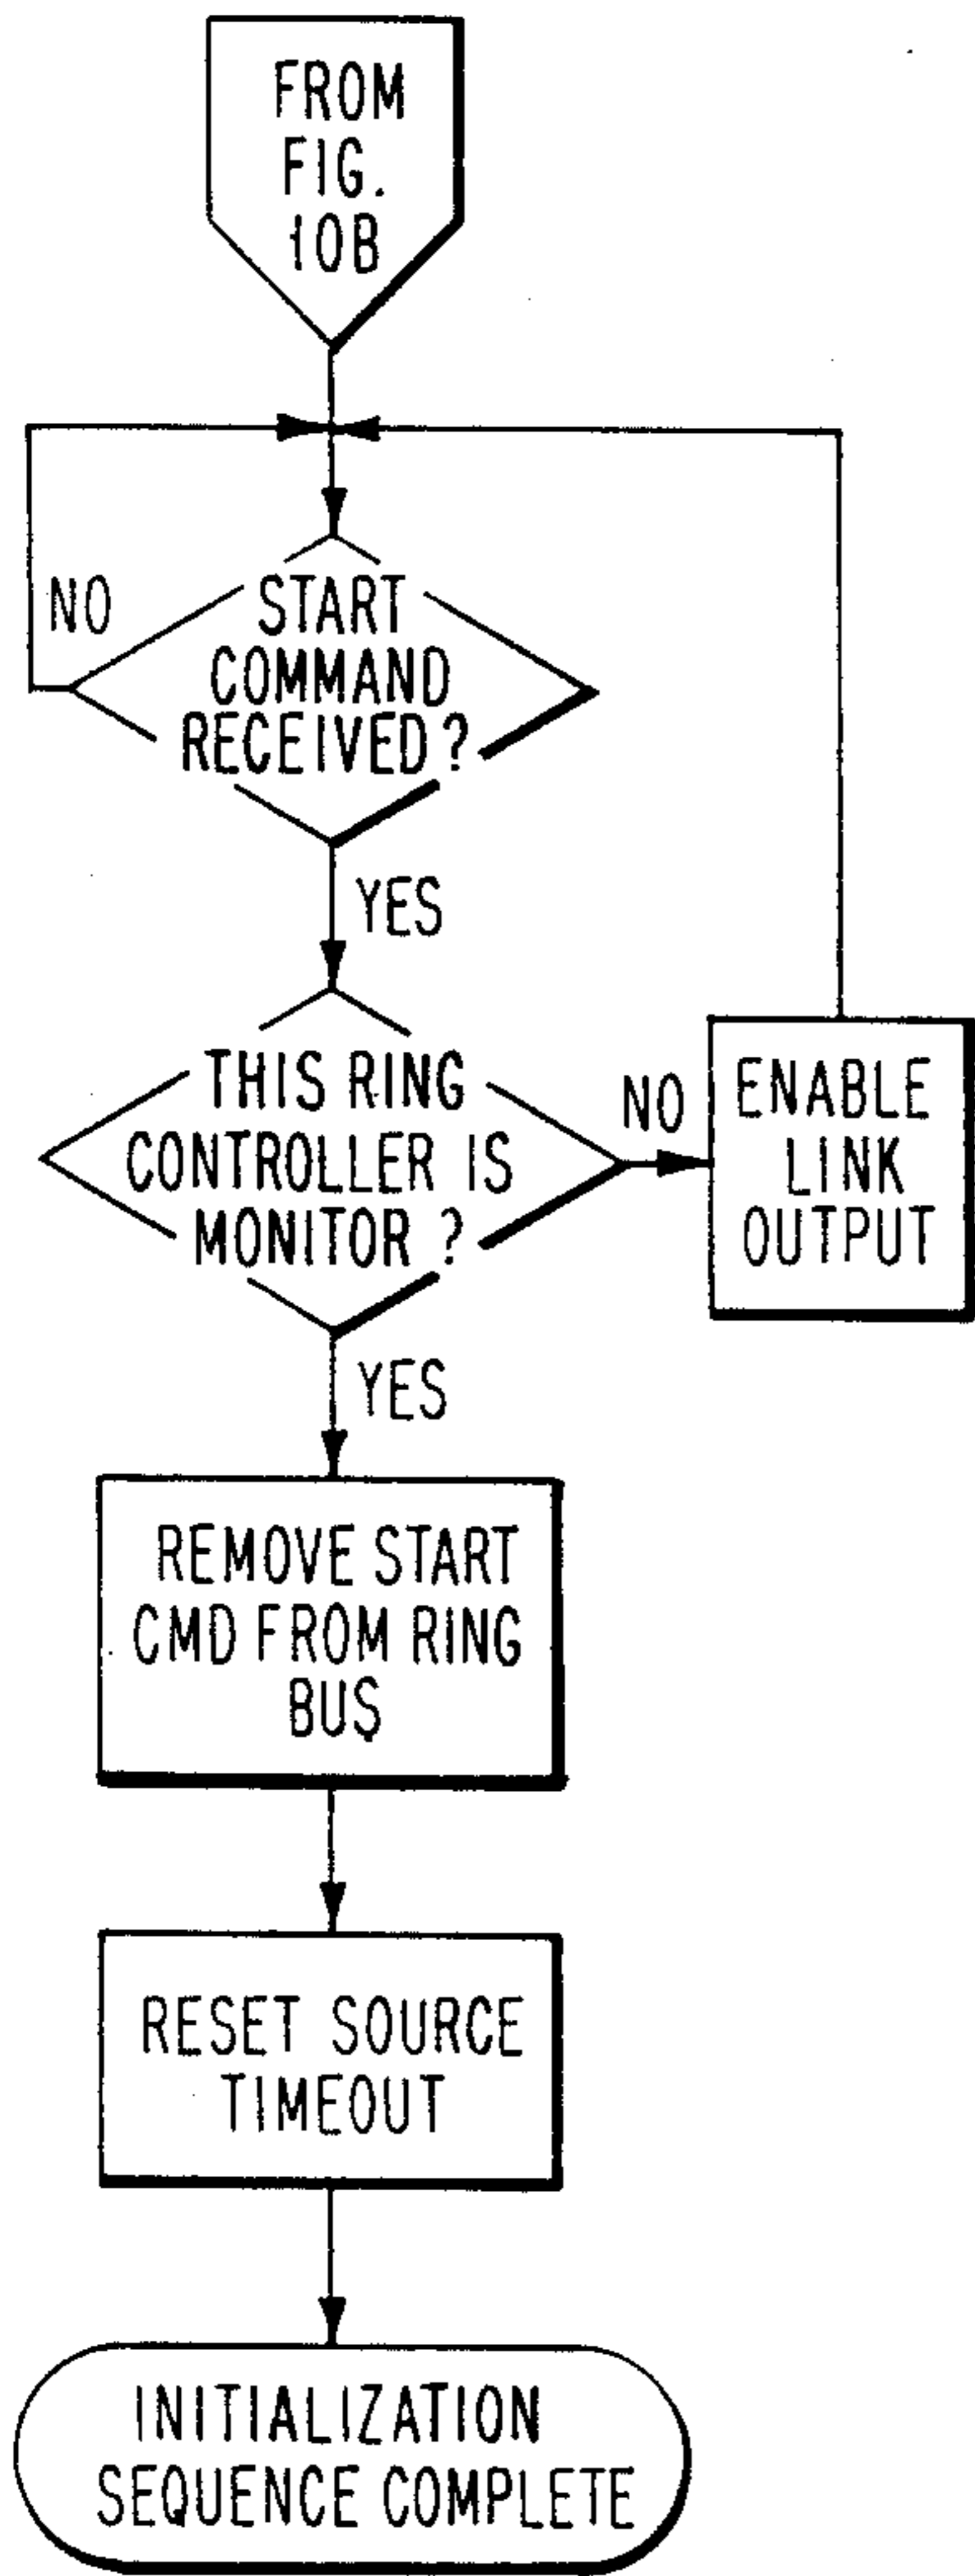 FROM
FIG.
10B
NO
START
COMMAND
RECEIVED?
YES
THIS RING
CONTROLLER IS
MONITOR ?
NO
ENABLE
LINK
OUTPUT
YES
REMOVE START
CMD FROM RING
BUS
RESET SOURCE
TIMEOUT
INITIALIZATION
SEQUENCE COMPLETE